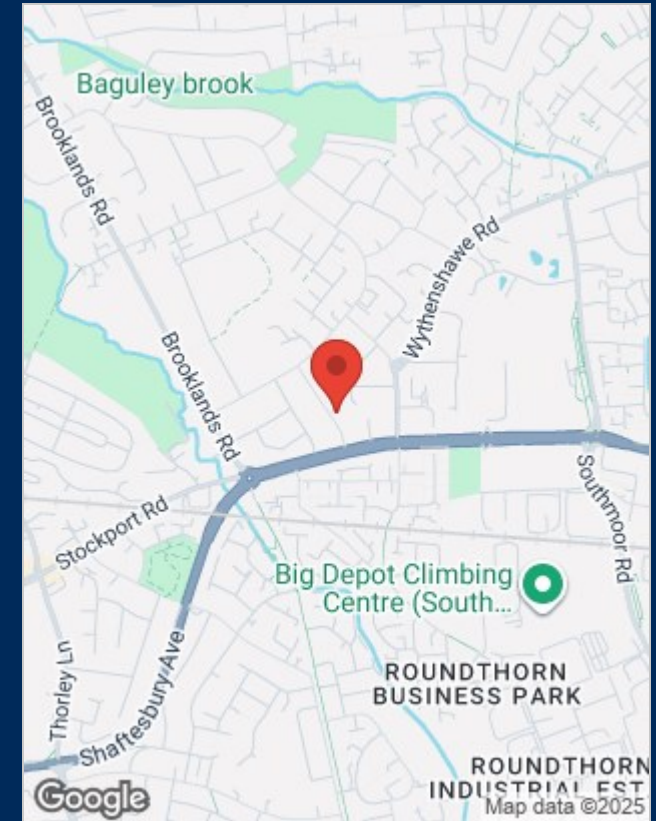 Baguley brook
Brooklands Rd
Wythenshawe Rd
Brooklands Rd
Stockport Rd
Southmoor Rd
Big Depot Climbing
Centre (South...
Thorley Ln
Shaftesbury Ave
ROUNDTHORN
BUSINESS PARK
ROUNDTHORN
INDUSTRIAL EST
Google
Map data ©2025